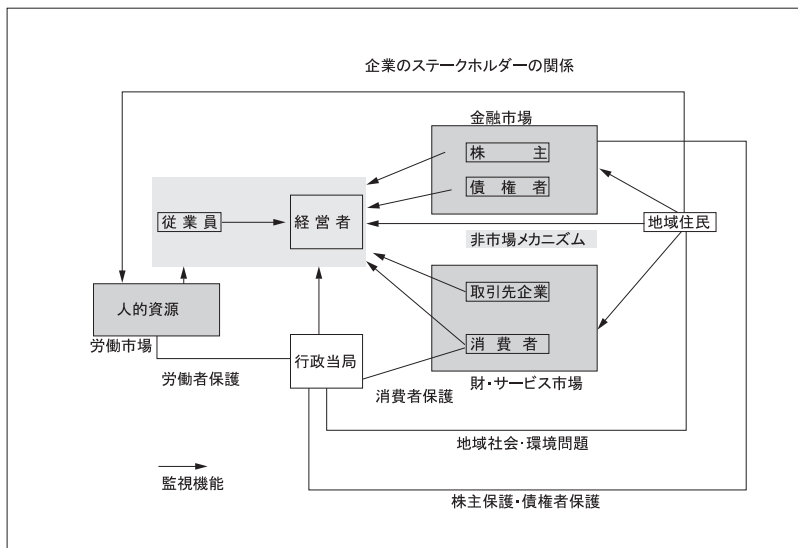 企業のステークホルダーの関係
金融市場
株主
債権者
従業員
経営者
地域住民
非市場メカニズム
人的資源
取引先企業
労働市場
行政当局
消費者
労働者保護
消費者保護
財・サービス市場
地域社会・環境問題
監視機能
株主保護・債権者保護